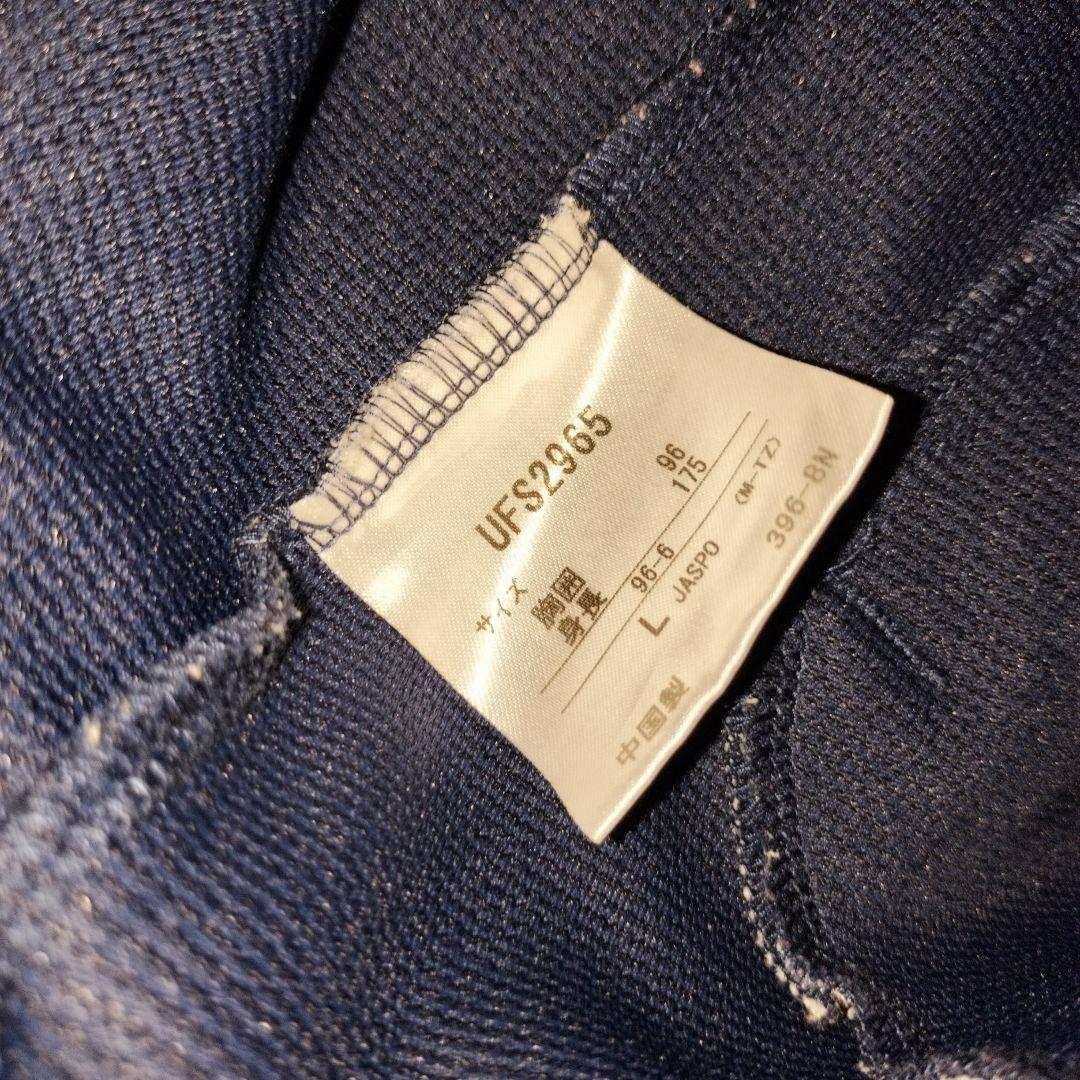 UFS2965
サイズ
胸囲 96
身長 175
96-6
L JASPO (M-TZ)
中国製 396-8N